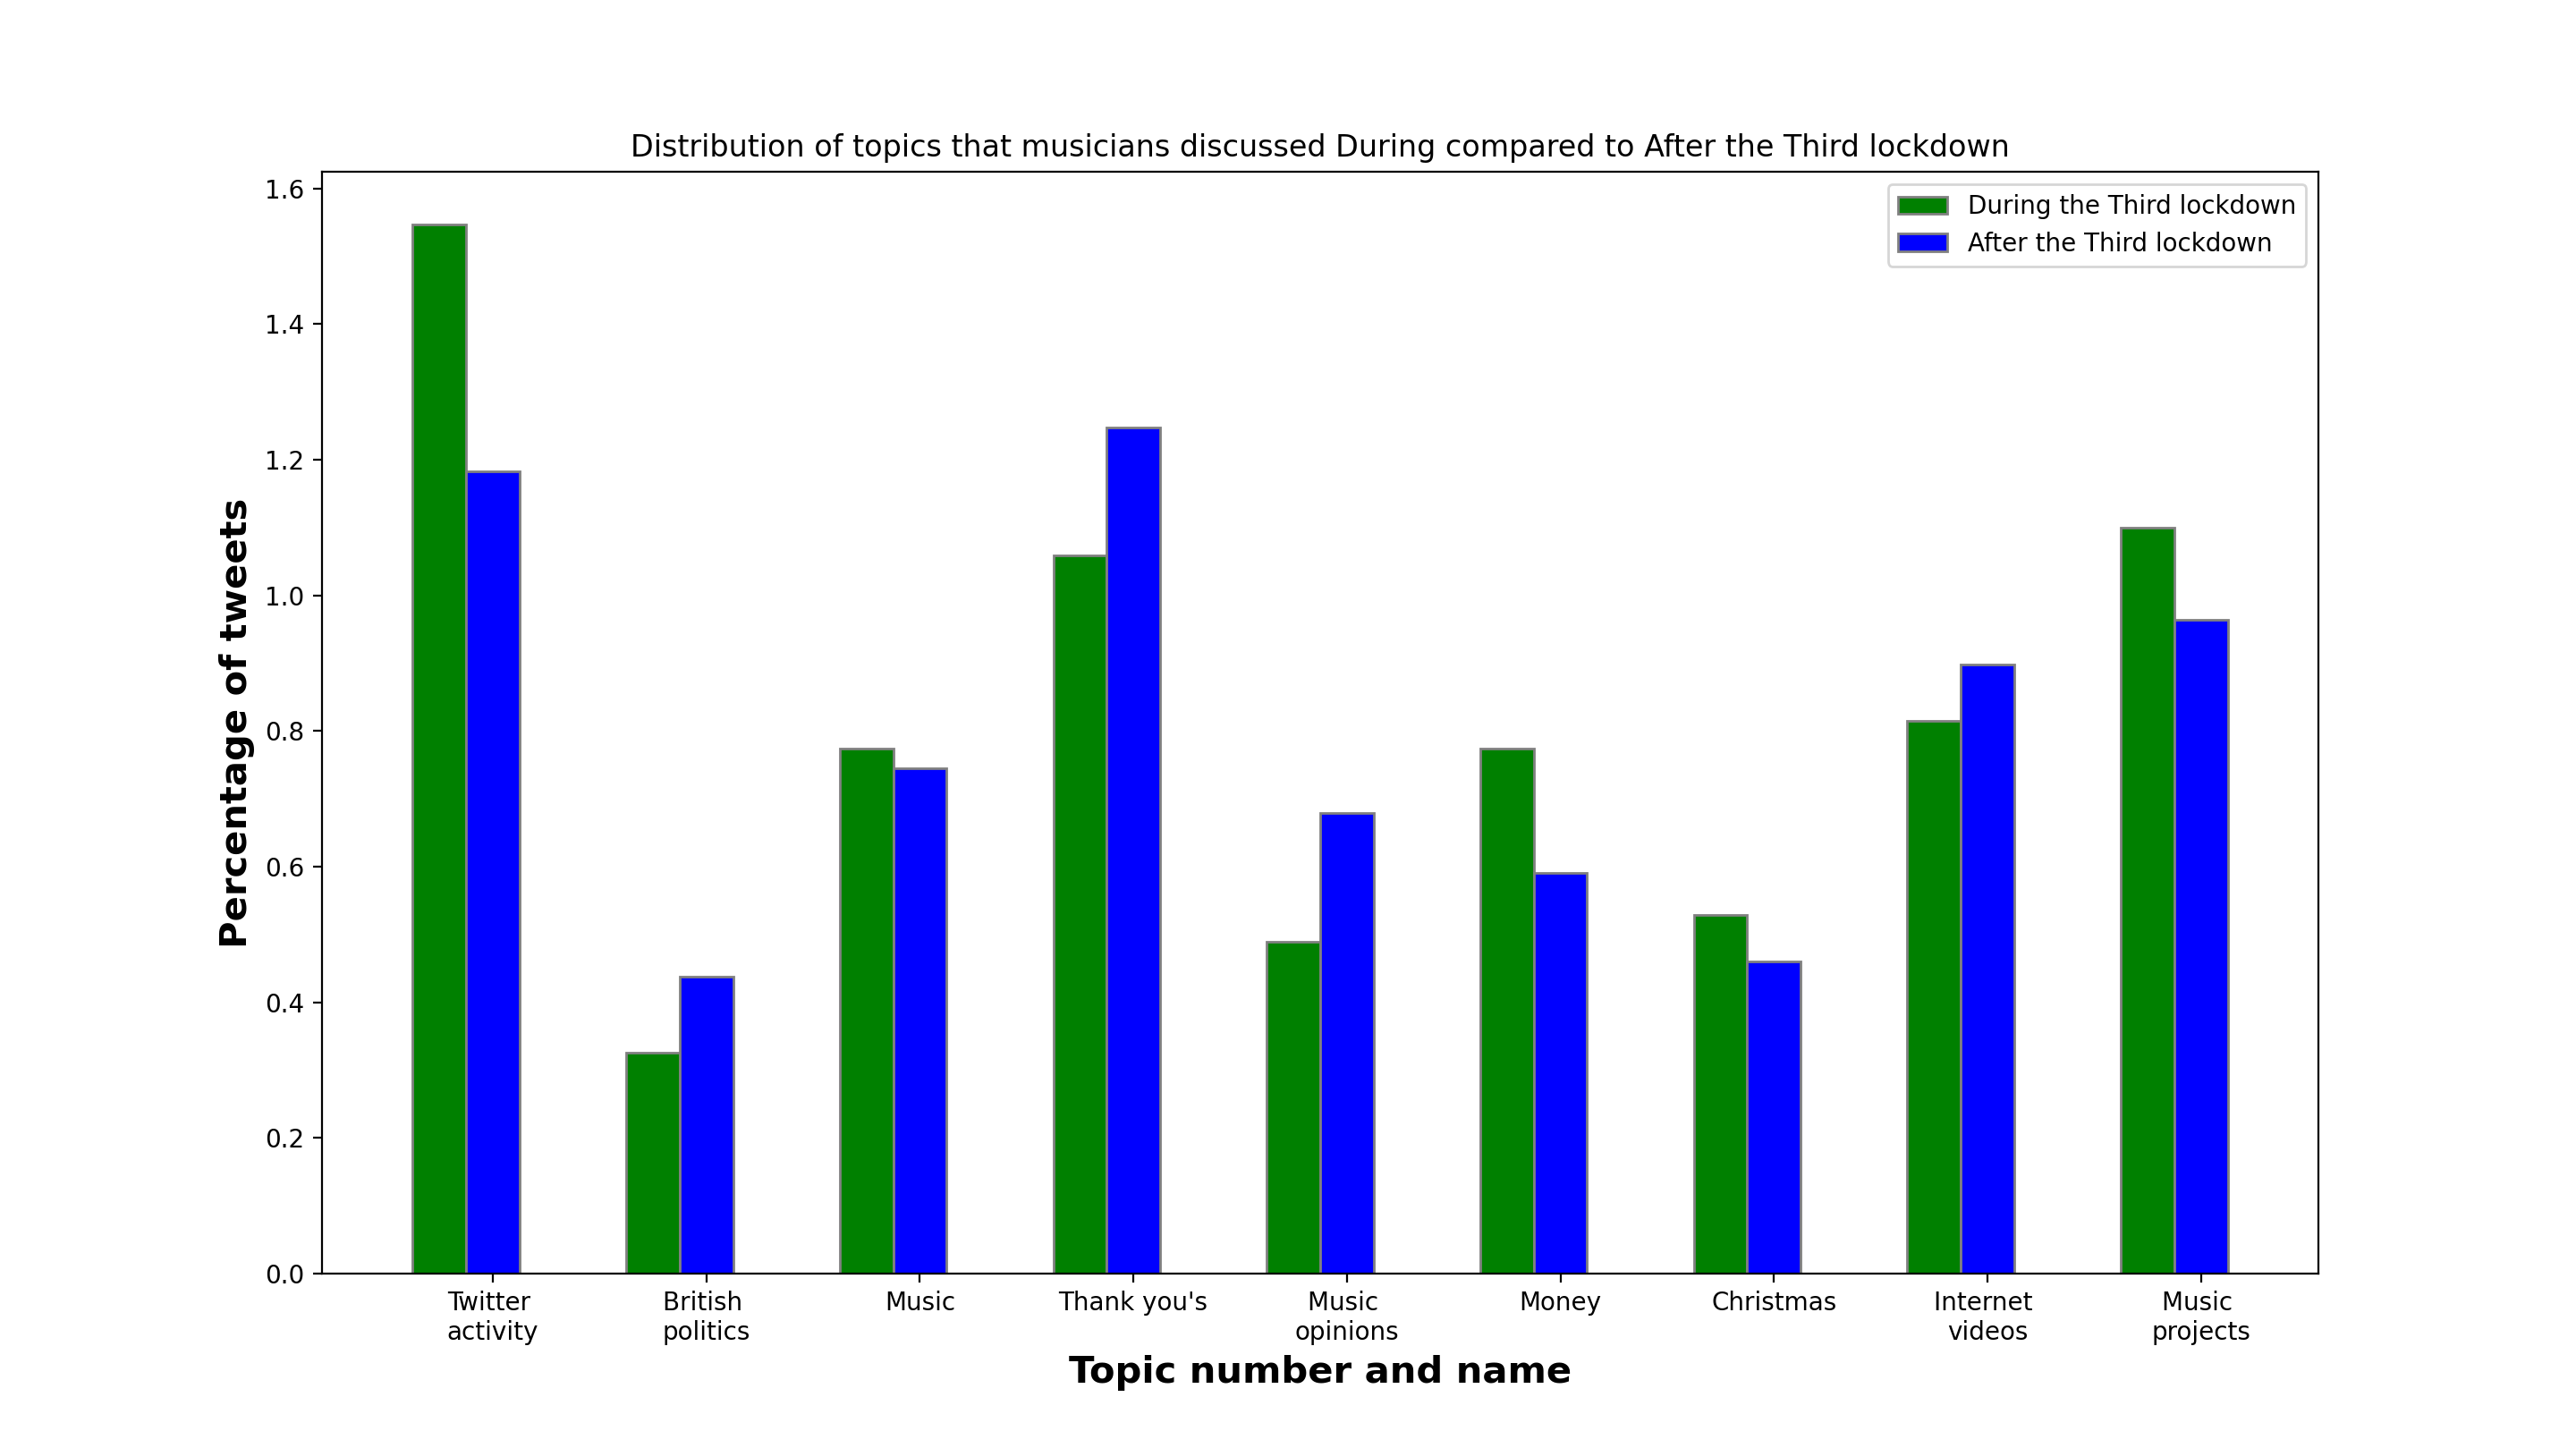 Distribution of topics that musicians discussed During compared to After the Third lockdown
During the Third lockdown
After the Third lockdown
Percentage of tweets
1.6
1.4
1.2
1.0
0.8
0.6
0.4
0.2
0.0
Twitter
activity
British
politics
Music
Thank you's
Music
opinions
Money
Christmas
Internet
videos
Music
projects
Topic number and name